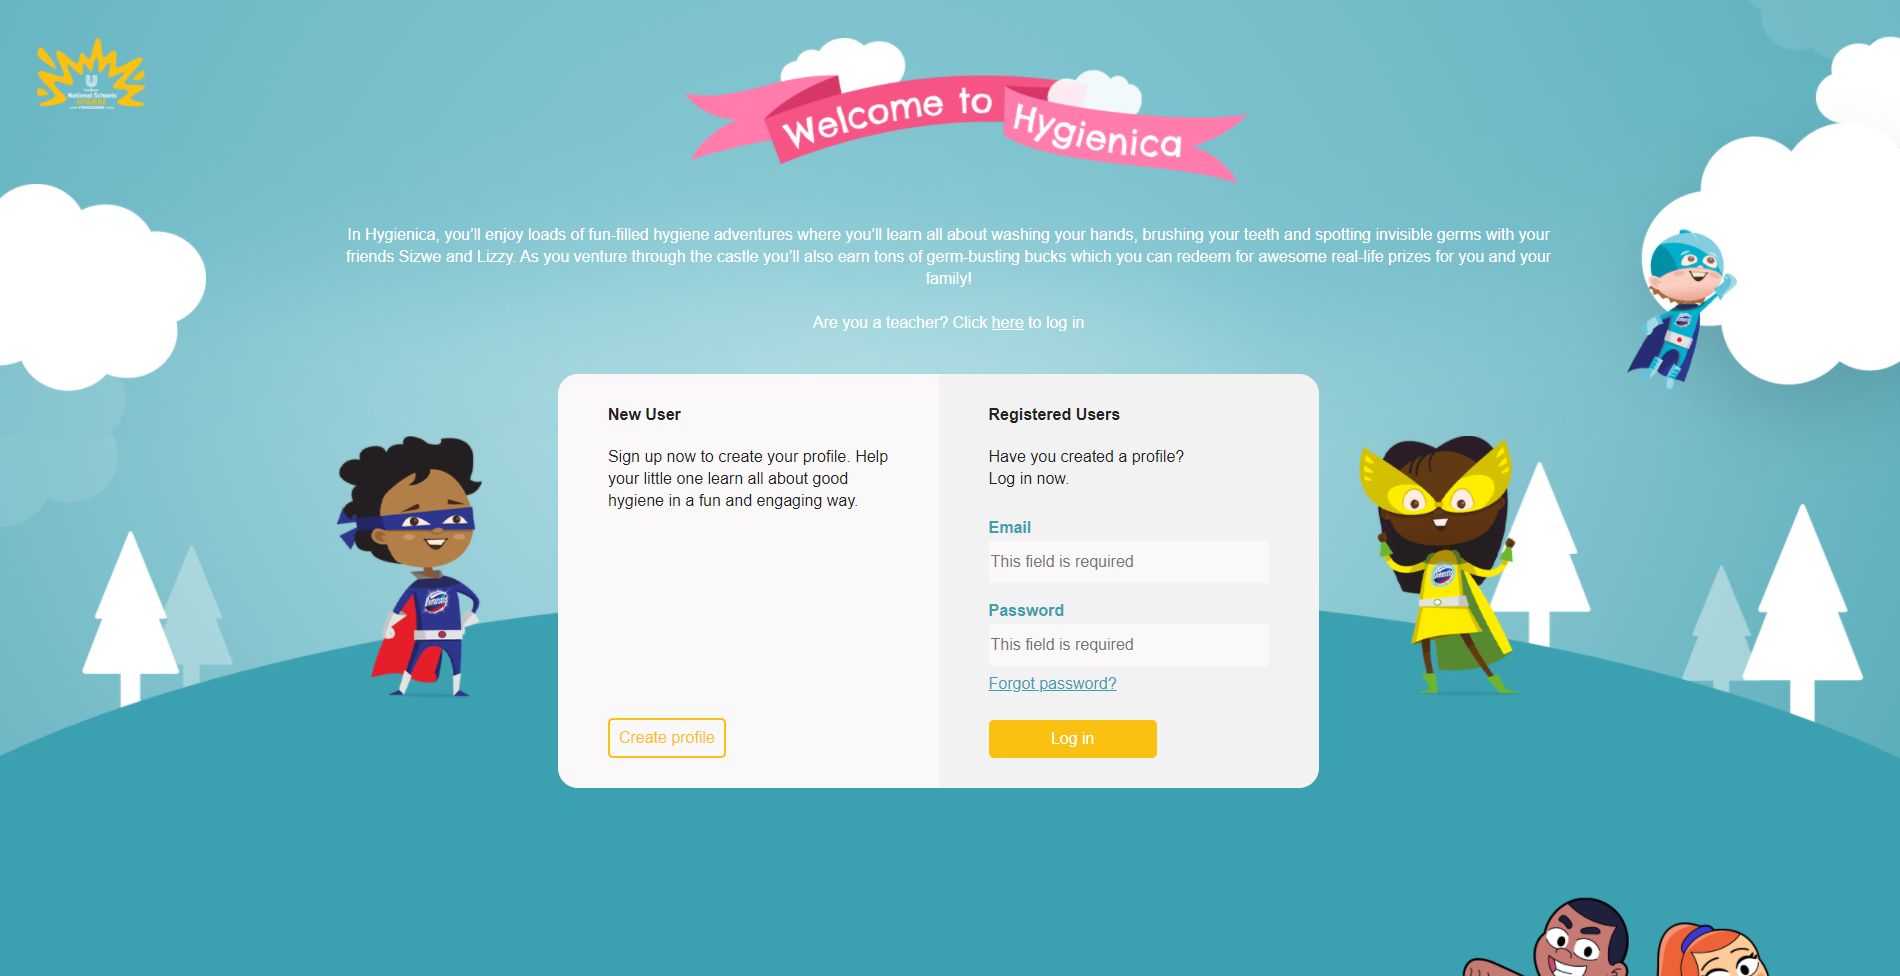 National Schools
HYGIENE
PROGRAMME
Welcome to Hygienica
In Hygienica, you'll enjoy loads of fun-filled hygiene adventures where you'll learn all about washing your hands, brushing your teeth and spotting invisible germs with your
friends Sizwe and Lizzy. As you venture through the castle you'll also earn tons of germ-busting bucks which you can redeem for awesome real-life prizes for you and your
family!
Are you a teacher? Click here to log in
New User
Sign up now to create your profile. Help
your little one learn all about good
hygiene in a fun and engaging way.
Create profile
Registered Users
Have you created a profile?
Log in now.
Email
This field is required
Password
This field is required
Forgot password?
Log in